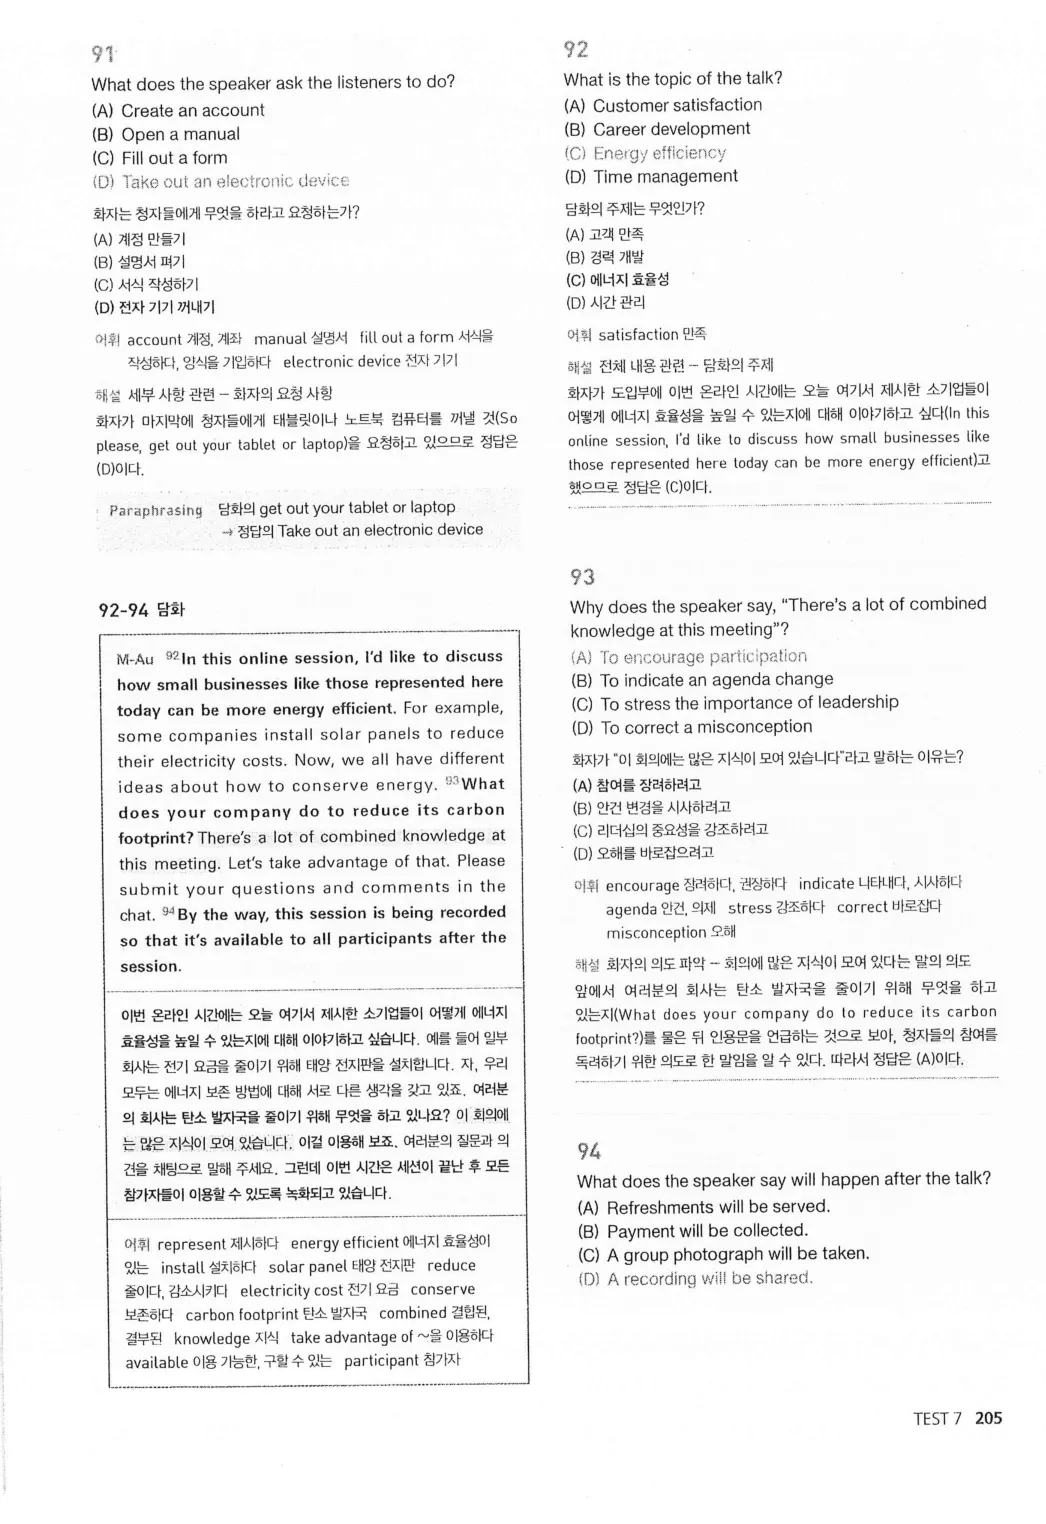 91
What does the speaker ask the listeners to do?
(A) Create an account
(B) Open a manual
(C) Fill out a form
(D) Take out an electronic device
화자는 청자들에게 무엇을 하라고 요청하는가?
(A) 계정 만들기
(B) 설명서 펴기
(C) 서식 작성하기
(D) 전자 기기 꺼내기
어휘 account 계정, 계좌 manual 설명서 fill out a form 서식을
작성하다, 양식을 기입하다 electronic device 전자 기기
해설 세부 사항 관련 – 화자의 요청 사항
화자가 마지막에 청자들에게 태블릿이나 노트북 컴퓨터를 꺼낼 것(So
please, get out your tablet or laptop)을 요청하고 있으므로 정답은
(D)이다.
Paraphrasing 담화의 get out your tablet or laptop
→ 정답의 Take out an electronic device
92-94 담화
M-Au 92In this online session, I'd like to discuss
how small businesses like those represented here
today can be more energy efficient. For example,
some companies install solar panels to reduce
their electricity costs. Now, we all have different
ideas about how to conserve energy. 93What
does your company do to reduce its carbon
footprint? There's a lot of combined knowledge at
this meeting. Let's take advantage of that. Please
submit your questions and comments in the
chat. 94By the way, this session is being recorded
so that it's available to all participants after the
session.
이번 온라인 시간에는 오늘 여기서 제시한 소기업들이 어떻게 에너지
효율성을 높일 수 있는지에 대해 이야기하고 싶습니다. 예를 들어 일부
회사는 전기 요금을 줄이기 위해 태양 전지판을 설치합니다. 자, 우리
모두는 에너지 보존 방법에 대해 서로 다른 생각을 갖고 있죠. 여러분
의 회사는 탄소 발자국을 줄이기 위해 무엇을 하고 있나요? 이 회의에
는 많은 지식이 모여 있습니다. 이걸 이용해 보죠. 여러분의 질문과 의
견을 채팅으로 말해 주세요. 그런데 이번 시간은 세션이 끝난 후 모든
참가자들이 이용할 수 있도록 녹화되고 있습니다.
어휘 represent 제시하다 energy efficient 에너지 효율성이
있는 install 설치하다 solar panel 태양 전지판 reduce
줄이다, 감소시키다 electricity cost 전기 요금 conserve
보존하다 carbon footprint 탄소 발자국 combined 결합된,
결부된 knowledge 지식 take advantage of ~을 이용하다
available 이용 가능한, 구할 수 있는 participant 참가자
92
What is the topic of the talk?
(A) Customer satisfaction
(B) Career development
(C) Energy efficiency
(D) Time management
담화의 주제는 무엇인가?
(A) 고객 만족
(B) 경력 개발
(C) 에너지 효율성
(D) 시간 관리
어휘 satisfaction 만족
해설 전체 내용 관련 – 담화의 주제
화자가 도입부에 이번 온라인 시간에는 오늘 여기서 제시한 소기업들이
어떻게 에너지 효율성을 높일 수 있는지에 대해 이야기하고 싶다(In this
online session, I'd like to discuss how small businesses like
those represented here today can be more energy efficient)고
했으므로 정답은 (C)이다.
93
Why does the speaker say, "There's a lot of combined
knowledge at this meeting"?
(A) To encourage participation
(B) To indicate an agenda change
(C) To stress the importance of leadership
(D) To correct a misconception
화자가 "이 회의에는 많은 지식이 모여 있습니다"라고 말하는 이유는?
(A) 참여를 장려하려고
(B) 안건 변경을 시사하려고
(C) 리더십의 중요성을 강조하려고
(D) 오해를 바로잡으려고
어휘 encourage 장려하다, 권장하다 indicate 나타내다, 시사하다
agenda 안건, 의제 stress 강조하다 correct 바로잡다
misconception 오해
해설 화자의 의도 파악 – 회의에 많은 지식이 모여 있다는 말의 의도
앞에서 여러분의 회사는 탄소 발자국을 줄이기 위해 무엇을 하고
있는지(What does your company do to reduce its carbon
footprint?)를 물은 뒤 인용문을 언급하는 것으로 보아, 청자들의 참여를
독려하기 위한 의도로 한 말임을 알 수 있다. 따라서 정답은 (A)이다.
94
What does the speaker say will happen after the talk?
(A) Refreshments will be served.
(B) Payment will be collected.
(C) A group photograph will be taken.
(D) A recording will be shared.
TEST 7 205